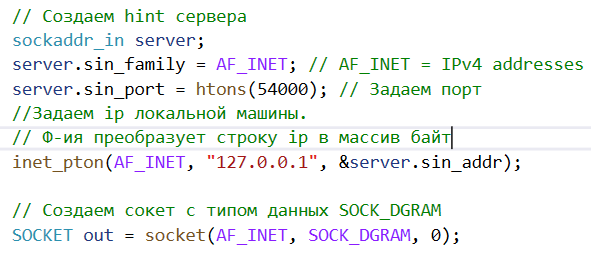 // Создаем hint сервера
sockaddr_in server;
server.sin_family = AF_INET; // AF_INET = IPv4 addresses
server.sin_port = htons(54000); // Задаем порт
//Задаем ip локальной машины.
// Ф-ия преобразует строку ip в массив байт
inet_pton(AF_INET, "127.0.0.1", &server.sin_addr);

// Создаем сокет с типом данных SOCK_DGRAM
SOCKET out = socket(AF_INET, SOCK_DGRAM, 0);